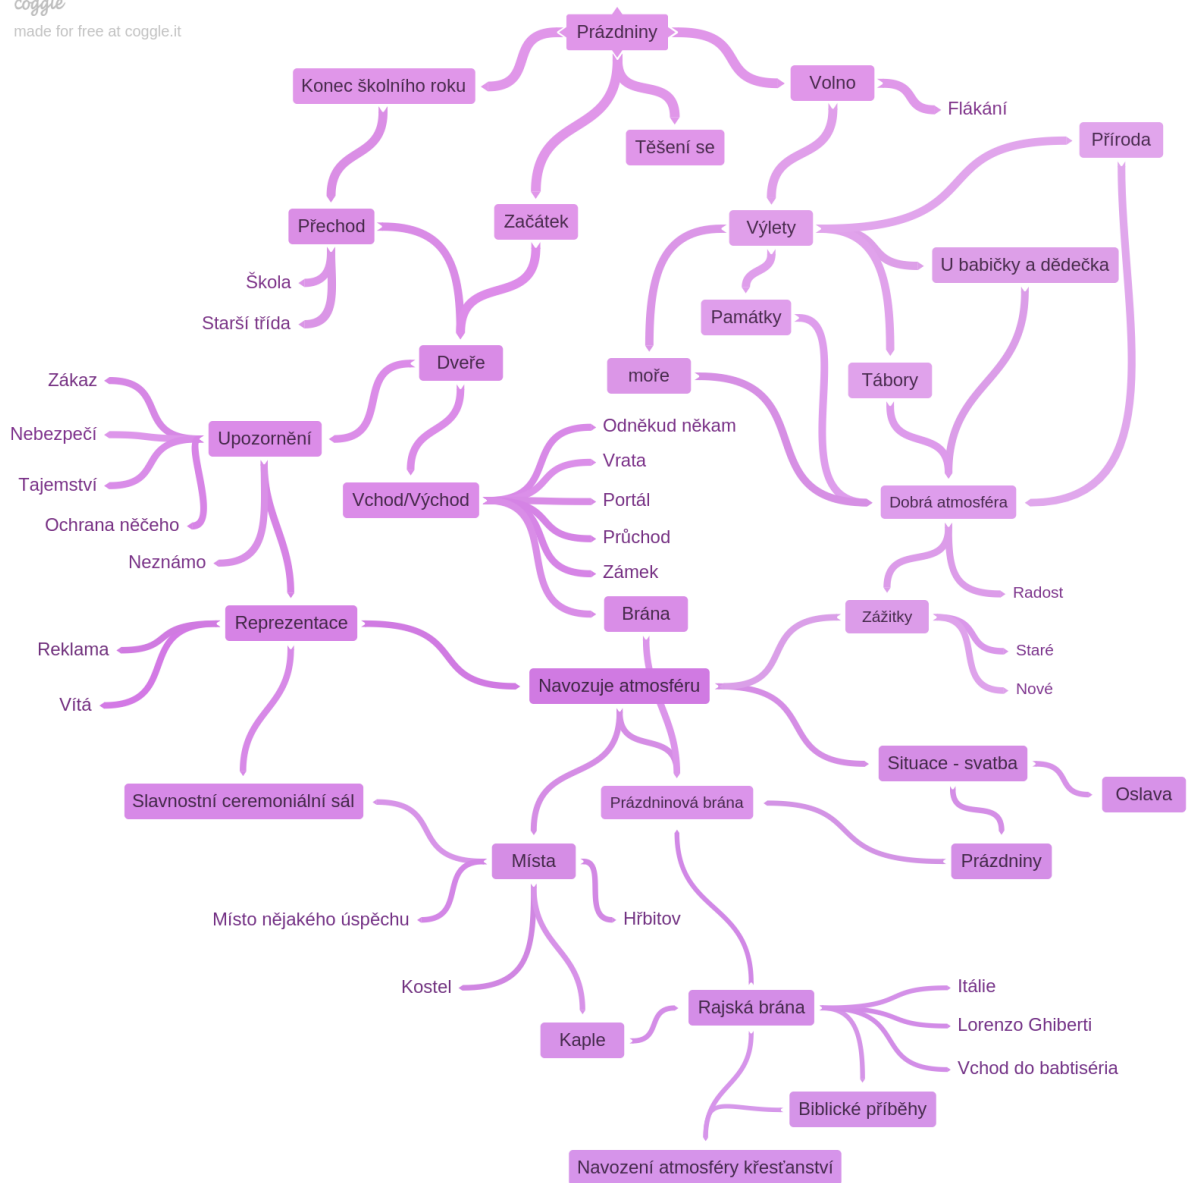 coggle
made for free at coggle.it
Prázdniny
Konec školního roku
Volno
Flákání
Těšení se
Příroda
Přechod
Začátek
Výlety
U babičky a dědečka
Škola
Starší třída
Památky
Dveře
moře
Tábory
Zákaz
Nebezpečí
Upozornění
Tajemství
Ochrana něčeho
Neznámo
Vchod/Východ
Odněkud někam
Vrata
Portál
Průchod
Zámek
Brána
Dobrá atmosféra
Radost
Zážitky
Staré
Nové
Reprezentace
Reklama
Vítá
Navozuje atmosféru
Situace - svatba
Oslava
Slavnostní ceremoniální sál
Prázdninová brána
Místa
Prázdniny
Místo nějakého úspěchu
Hřbitov
Kostel
Kaple
Rajská brána
Itálie
Lorenzo Ghiberti
Vchod do babtiséria
Biblické příběhy
Navození atmosféry křesťanství